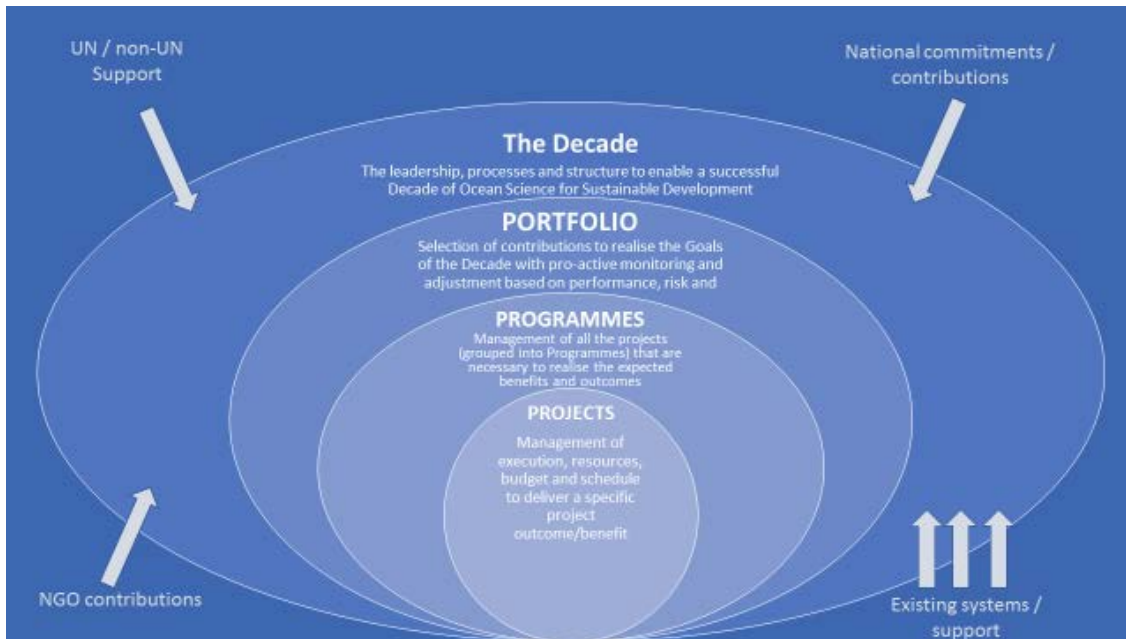 UN / non-UN
Support
National commitments /
contributions
The Decade
The leadership, processes and structure to enable a successful
Decade of Ocean Science for Sustainable Development
PORTFOLIO
Selection of contributions to realise the Goals
of the Decade with pro-active monitoring and
adjustment based on performance, risk and
PROGRAMMES
Management of all the projects
(grouped into Programmes) that are
necessary to realise the expected
benefits and outcomes
PROJECTS
Management of
execution, resources,
budget and schedule
to deliver a specific
project
outcome/benefit
NGO contributions
Existing systems /
support